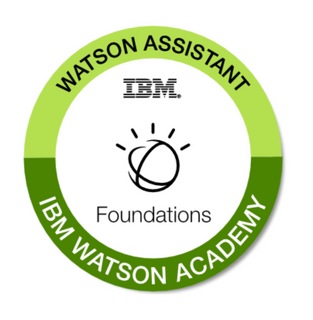 WATSON ASSISTANT
IBM.
Foundations
IBM WATSON ACADEMY